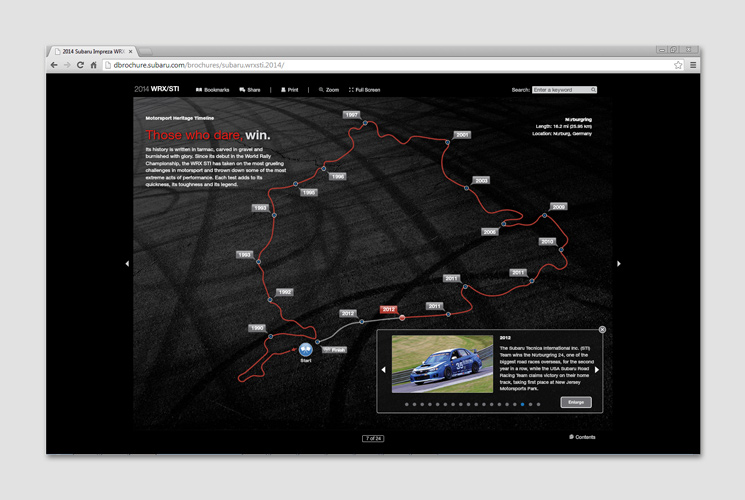 2014 Subaru Impreza WRX
dbrochure.subaru.com/brochures/subaru.wrxsti.2014/
2014 WRX/STI
Bookmarks
Share
Print
Zoom
Full Screen
Search:
Enter a keyword
Motorsport Heritage Timeline
Those who dare, win.
Its history is written in tarmac, carved in gravel and
burnished with glory. Since its debut in the World Rally
Championship, the WRX STI has taken on the most grueling
challenges in motorsport and thrown down some of the most
extreme acts of performance. Each test adds to its
quickness, its toughness and its legend.
Nürburgring
Length: 16.2 mi (25.95 km)
Location: Nürburg, Germany
1997
2001
1996
1995
2003
1993
2009
2006
2010
1993
2011
2011
1992
2011
2012
2012
1990
Start
Finish
2012
The Subaru Tecnica International Inc. (STI)
Team wins the Nürburgring 24, one of the
biggest road races overseas, for the second
year in a row, while the USA Subaru Road
Racing Team claims victory on their home
track, taking first place at New Jersey
Motorsports Park.
Enlarge
7 of 24
Contents